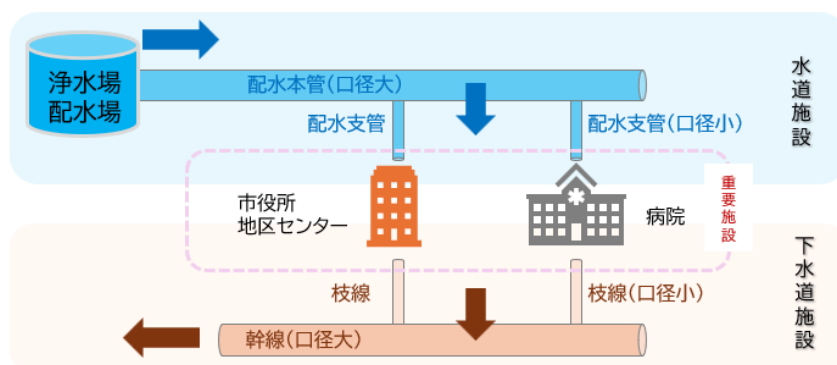 浄水場
配水場
配水本管(口径大)
配水支管
配水支管(口径小)
水道施設
市役所
地区センター
病院
重要施設
枝線
枝線(口径小)
幹線(口径大)
下水道施設